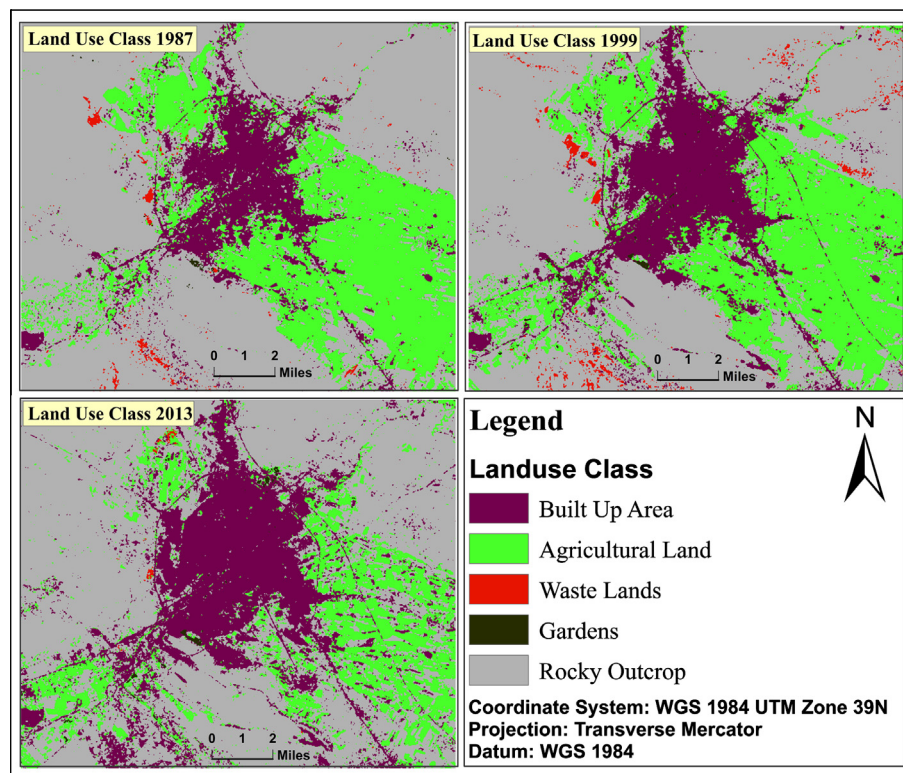 Land Use Class 1987
0 1 2
Miles
Land Use Class 1999
0 1 2
Miles
Land Use Class 2013
0 1 2
Miles
Legend
N
Landuse Class
Built Up Area
Agricultural Land
Waste Lands
Gardens
Rocky Outcrop
Coordinate System: WGS 1984 UTM Zone 39N
Projection: Transverse Mercator
Datum: WGS 1984